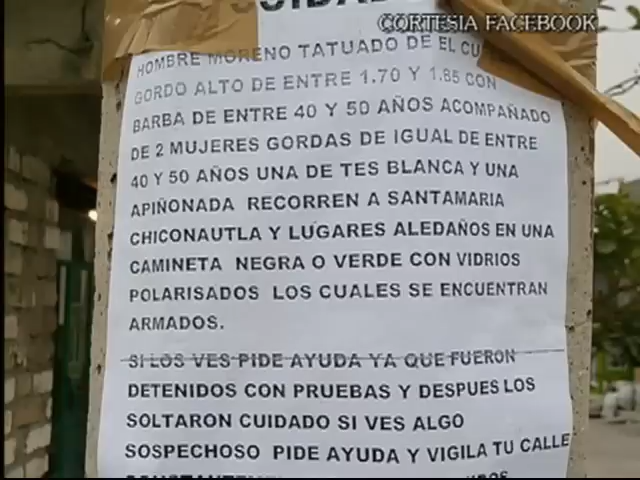 CORTESIA FACEBOOK
HOMBRE MORENO TATUADO DE EL
GORDO ALTO DE ENTRE 1.70 Y 1.85 CON
BARBA DE ENTRE 40 Y 50 AÑOS ACOMPAÑADO
DE 2 MUJERES GORDAS DE IGUAL DE ENTRE
40 Y 50 AÑOS UNA DE TES BLANCA Y UNA
APIÑONADA RECORREN A SANTAMARIA
CHICONAUTLA Y LUGARES ALEDAÑOS EN UNA
CAMINETA NEGRA O VERDE CON VIDRIOS
POLARISADOS LOS CUALES SE ENCUENTRAN
ARMADOS.
SI LOS VES PIDE AYUDA YA QUE FUERON
DETENIDOS CON PRUEBAS Y DESPUES LOS
SOLTARON CUIDADO SI VES ALGO
SOSPECHOSO PIDE AYUDA Y VIGILA TU CALLE